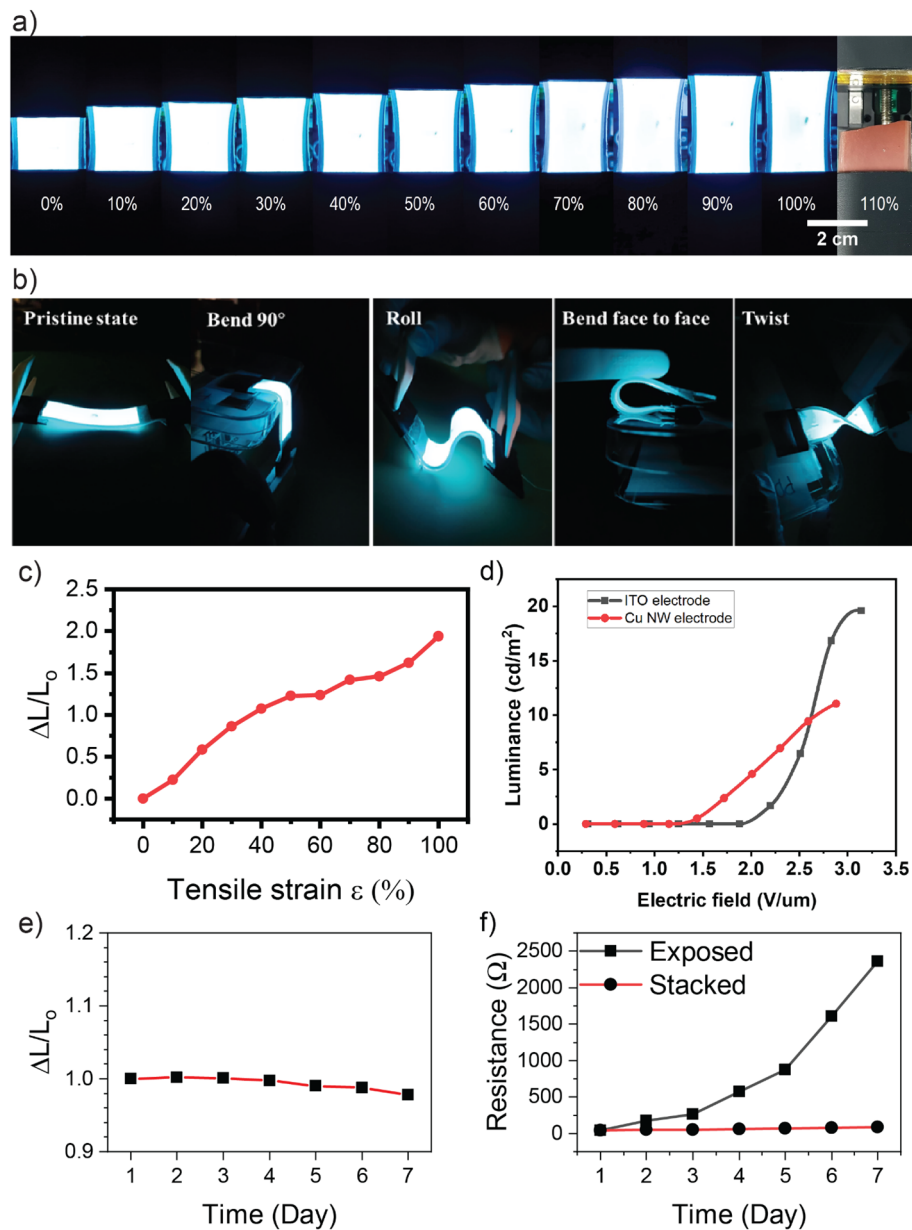 a)
0% 10% 20% 30% 40% 50% 60% 70% 80% 90% 100% 110%
2 cm
b)
Pristine state
Bend 90°
Roll
Bend face to face
Twist
c)
2.5
2.0
1.5
1.0
0.5
0.0
ΔL/Lo
0 20 40 60 80 100
Tensile strain ε (%)
d)
ITO electrode
Cu NW electrode
20
15
10
5
0
Luminance (cd/m²)
0.0 0.5 1.0 1.5 2.0 2.5 3.0 3.5
Electric field (V/um)
e)
1.2
1.1
1.0
0.9
ΔL/Lo
1 2 3 4 5 6 7
Time (Day)
f)
Exposed
Stacked
2500
2000
1500
1000
500
0
Resistance (Ω)
1 2 3 4 5 6 7
Time (Day)